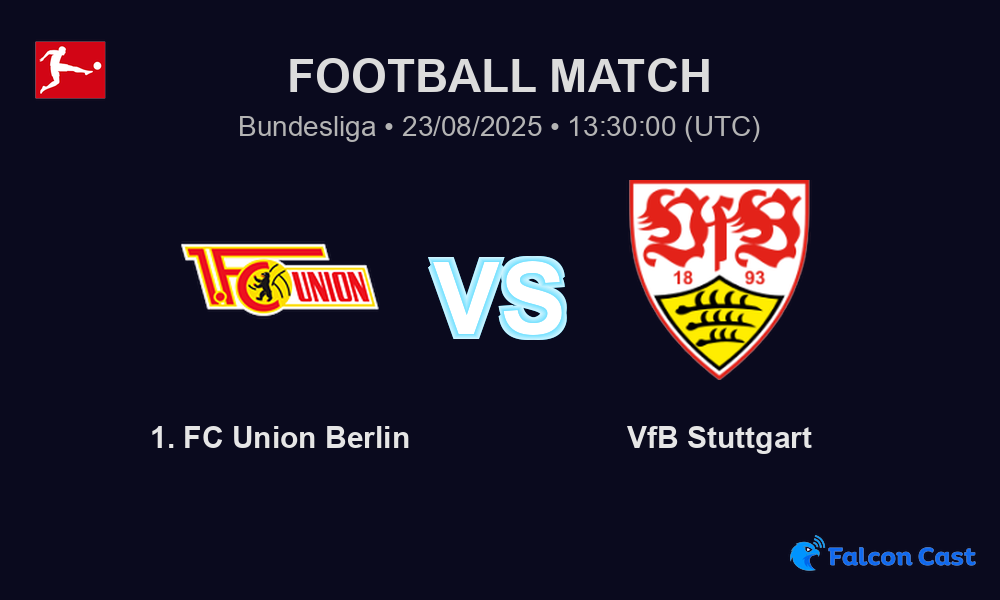 FOOTBALL MATCH
Bundesliga • 23/08/2025 • 13:30:00 (UTC)
1.FC UNION
VS
VfB
18 93
1. FC Union Berlin
VfB Stuttgart
Falcon Cast